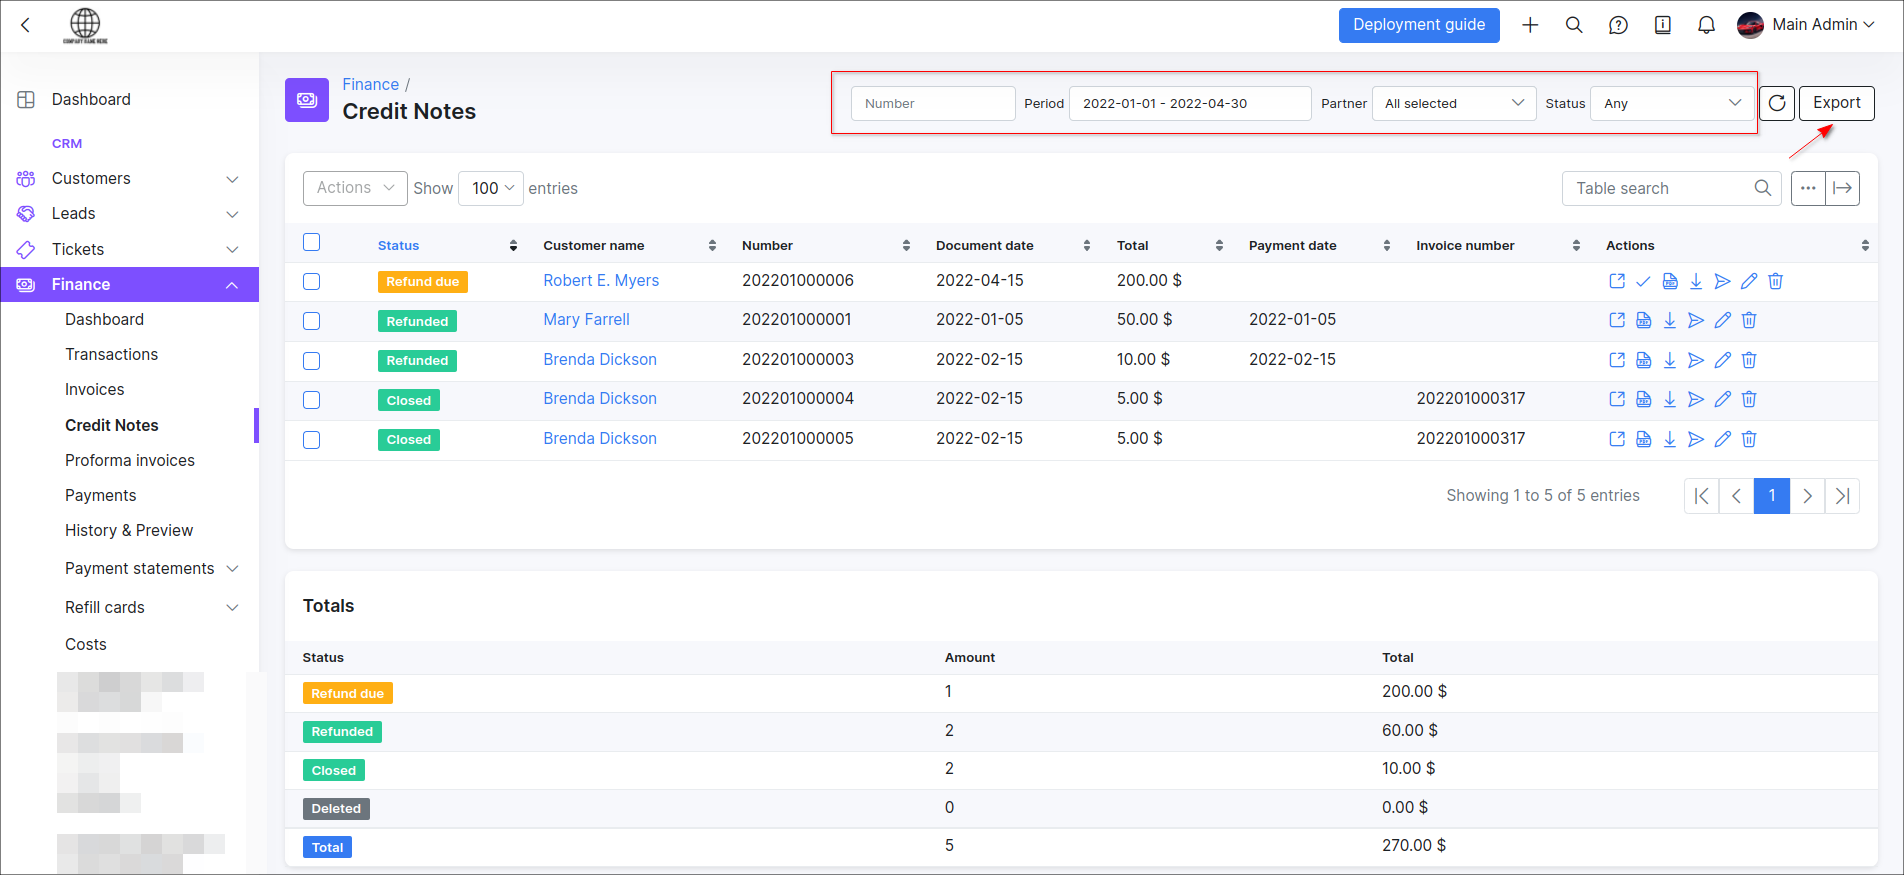 COMPANY NAME HERE
Deployment guide
Main Admin
Dashboard
CRM
Customers
Leads
Tickets
Finance
Dashboard
Transactions
Invoices
Credit Notes
Proforma invoices
Payments
History & Preview
Payment statements
Refill cards
Costs
Finance /
Credit Notes
Number Period 2022-01-01 - 2022-04-30 Partner All selected Status Any Export
Actions Show 100 entries Table search
Status Customer name Number Document date Total Payment date Invoice number Actions
Refund due Robert E. Myers 202201000006 2022-04-15 200.00 $
Refunded Mary Farrell 202201000001 2022-01-05 50.00 $ 2022-01-05
Refunded Brenda Dickson 202201000003 2022-02-15 10.00 $ 2022-02-15
Closed Brenda Dickson 202201000004 2022-02-15 5.00 $ 202201000317
Closed Brenda Dickson 202201000005 2022-02-15 5.00 $ 202201000317
Showing 1 to 5 of 5 entries 1
Totals
Status Amount Total
Refund due 1 200.00 $
Refunded 2 60.00 $
Closed 2 10.00 $
Deleted 0 0.00 $
Total 5 270.00 $